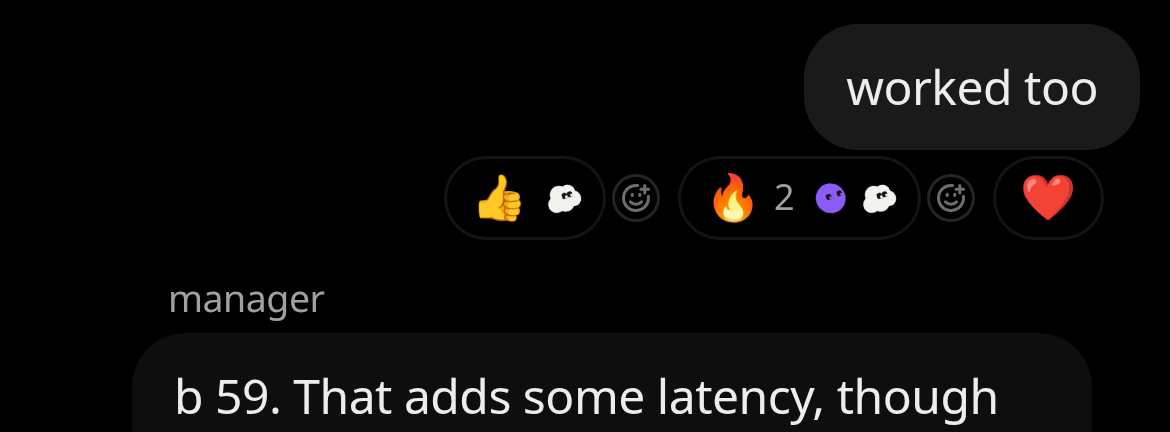 worked too
👍 🔥 2 ❤️
manager
b 59. That adds some latency, though